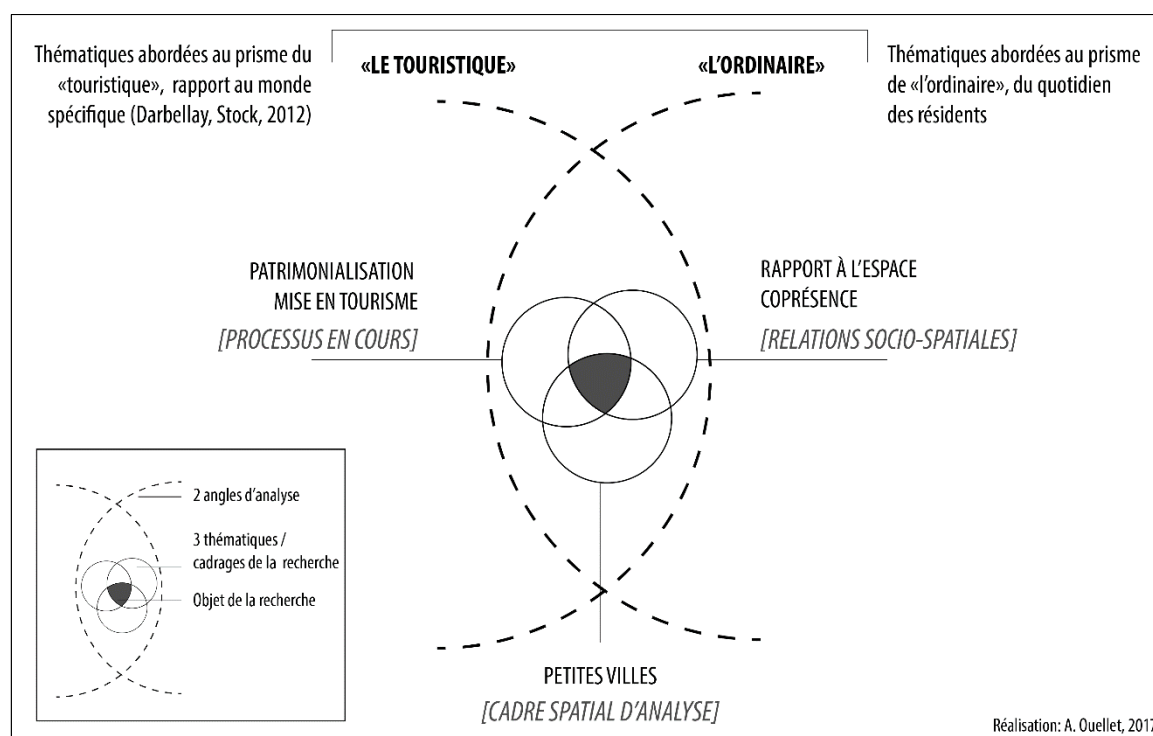 Thématiques abordées au prisme du
«touristique», rapport au monde
spécifique (Darbellay, Stock, 2012)
«LE TOURISTIQUE»
«L’ORDINAIRE»
Thématiques abordées au prisme
de «l’ordinaire», du quotidien
des résidents
PATRIMONIALISATION
MISE EN TOURISME
[PROCESSUS EN COURS]
RAPPORT À L’ESPACE
COPRÉSENCE
[RELATIONS SOCIO-SPATIALES]
2 angles d’analyse
3 thématiques /
cadrages de la recherche
Objet de la recherche
PETITES VILLES
[CADRE SPATIAL D’ANALYSE]
Réalisation: A. Ouellet, 2017